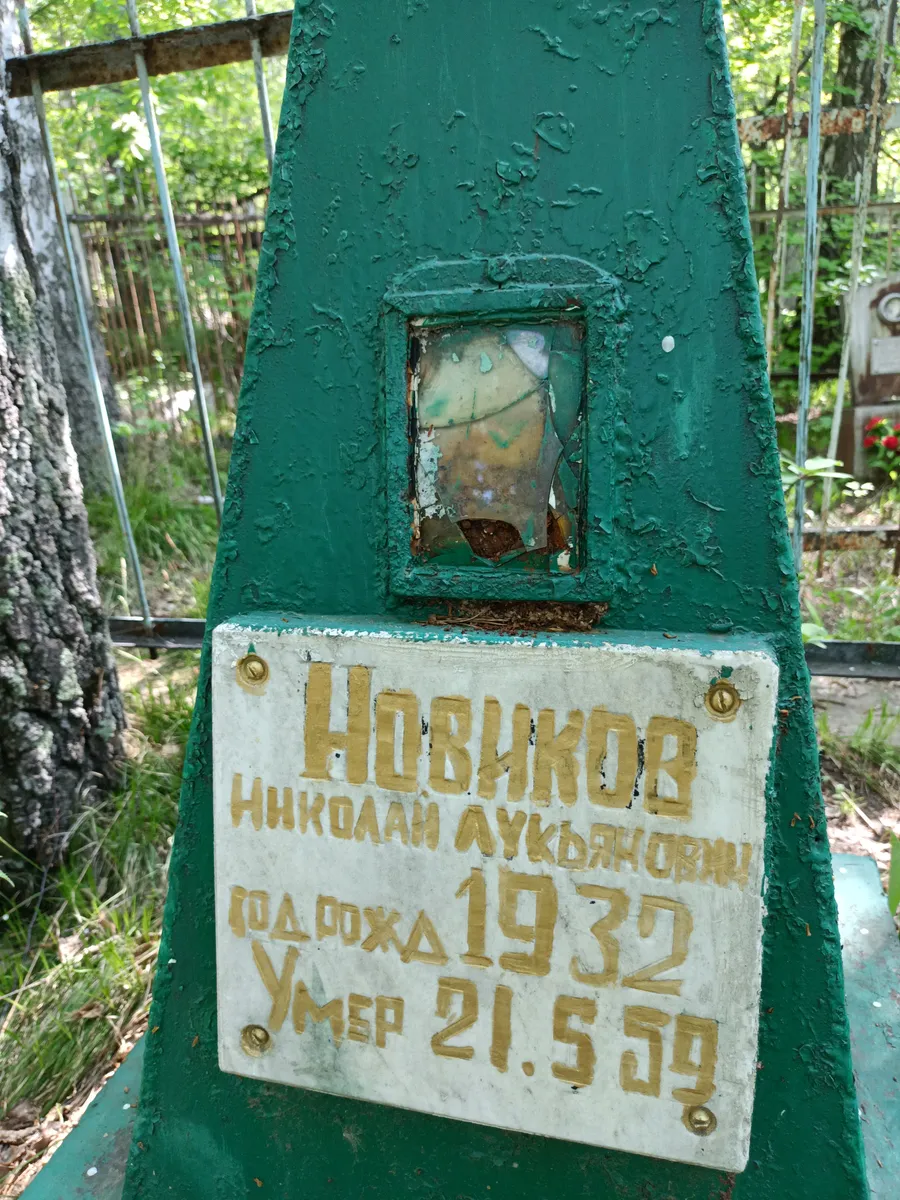 Новиков
Николай Лукьянович
год рожд 1932
Умер 21.5 59